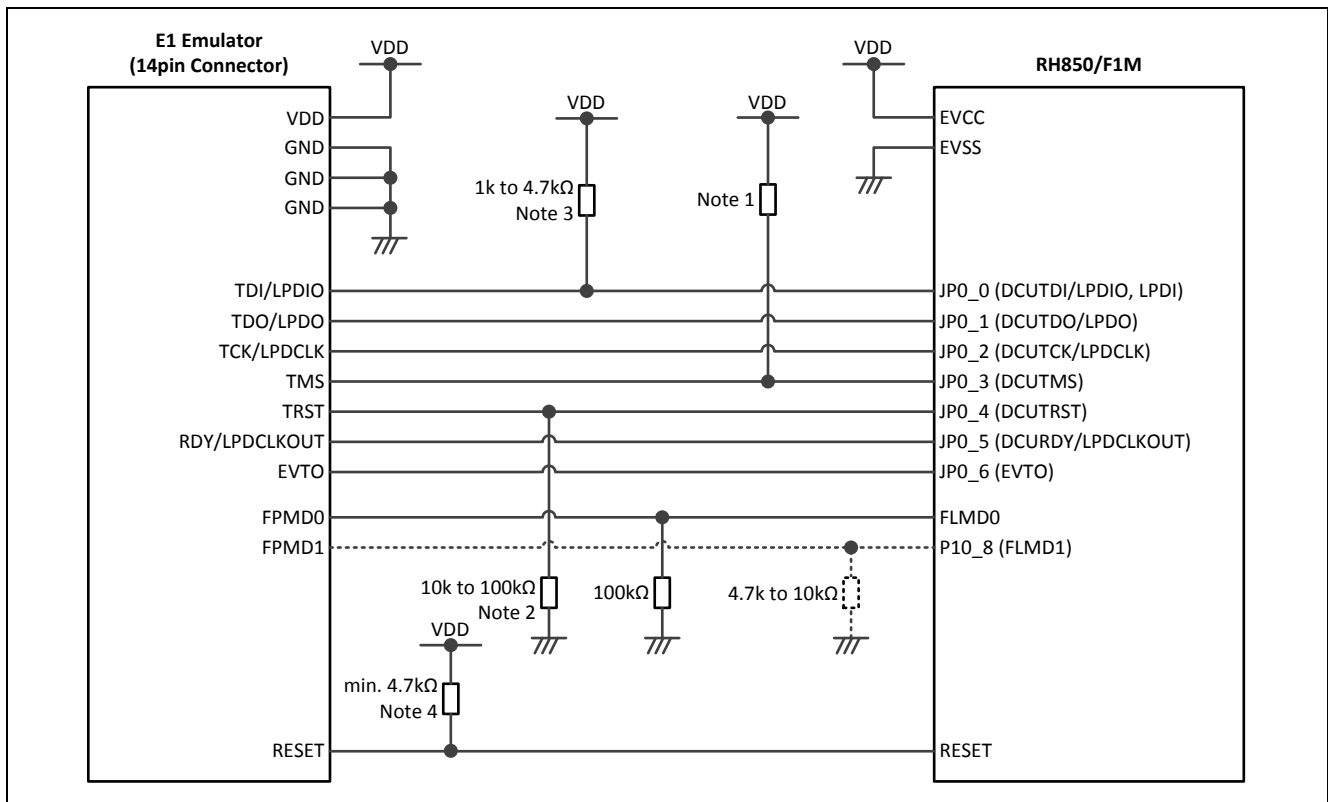 E1 Emulator
(14pin Connector)
VDD
VDD
RH850/F1M
VDD
VDD
VDD
EVCC
GND
EVSS
GND
1k to 4.7kΩ
Note 3
Note 1
GND
TDI/LPDIO
JP0_0 (DCUTDI/LPDIO, LPDI)
TDO/LPDO
JP0_1 (DCUTDO/LPDO)
TCK/LPDCLK
JP0_2 (DCUTCK/LPDCLK)
TMS
JP0_3 (DCUTMS)
TRST
JP0_4 (DCUTRST)
RDY/LPDCLKOUT
JP0_5 (DCURDY/LPDCLKOUT)
EVTO
JP0_6 (EVTO)
FPMD0
FLMD0
FPMD1
P10_8 (FLMD1)
10k to 100kΩ
Note 2
100kΩ
4.7k to 10kΩ
VDD
min. 4.7kΩ
Note 4
RESET
RESET